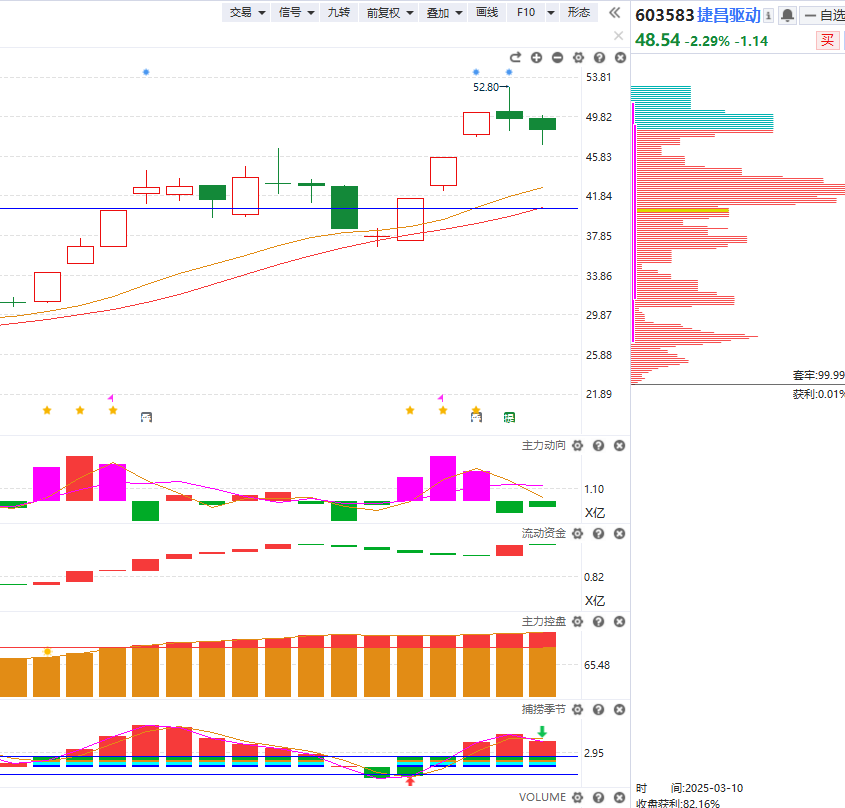 交易 信号 九转 前复权 叠加 画线 F10 形态
603583 捷昌驱动 自选
48.54 -2.29% -1.14 买
53.81
52.80
49.82
45.83
41.84
37.85
33.86
29.87
25.88
21.89
套牢:99.99
获利:0.01%
主力动向
1.10
X亿
流动资金
0.82
X亿
主力控盘
65.48
捕捞季节
2.95
时 间:2025-03-10
VOLUME
收盘获利:82.16%